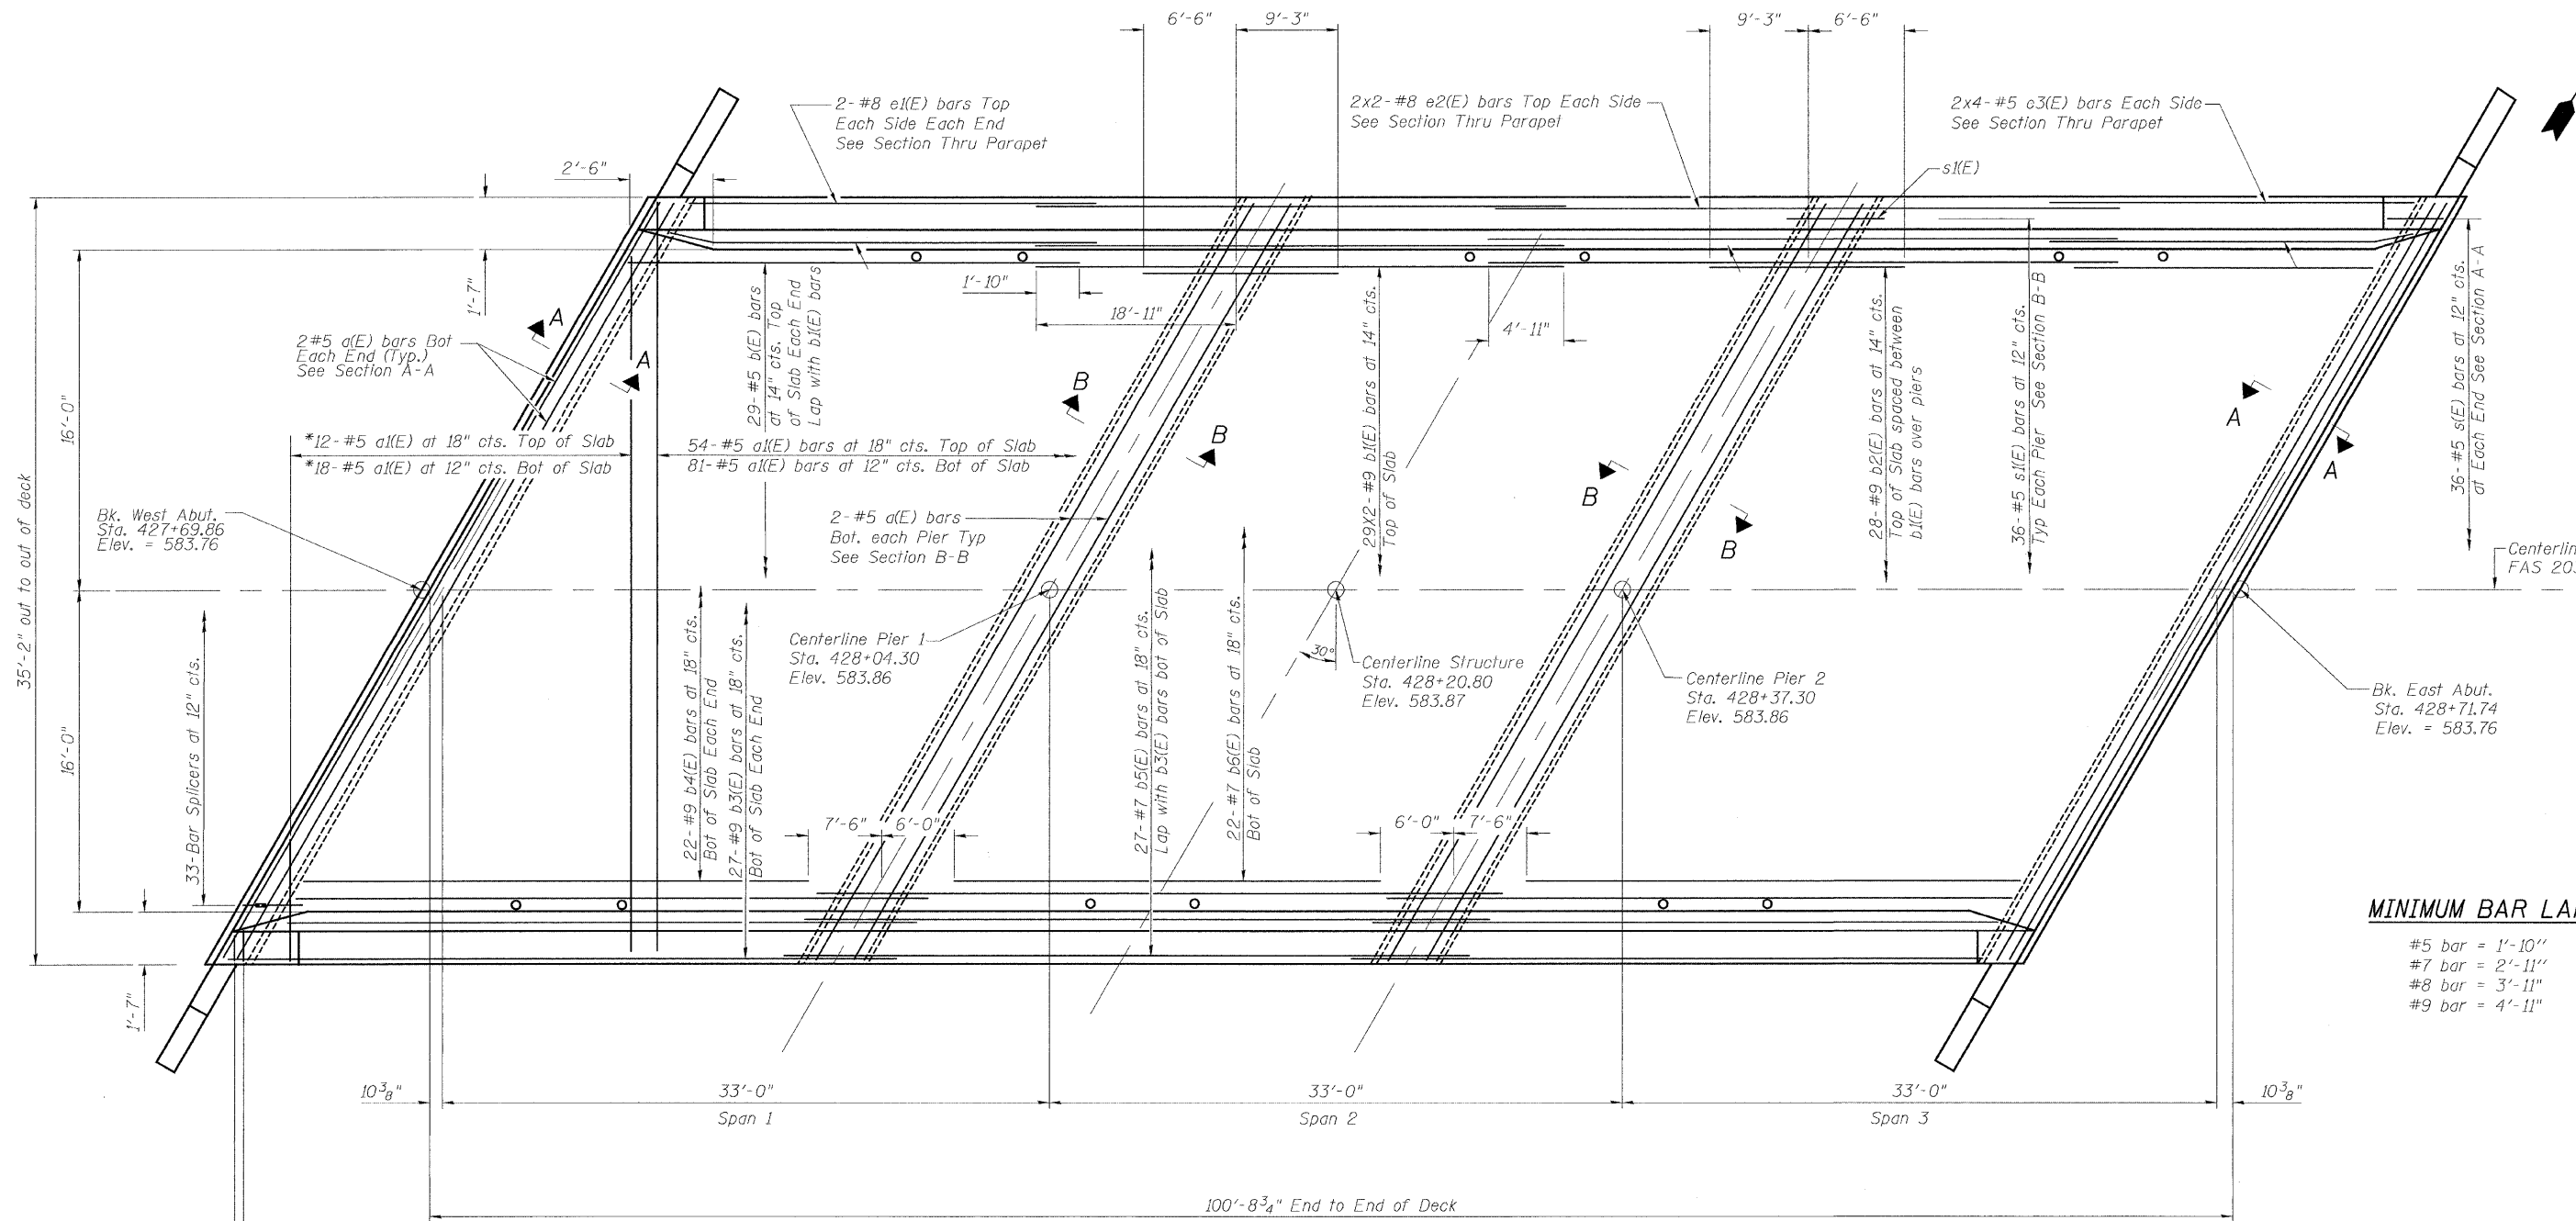 6'-6"
9'-3"
9'-3"
6'-6"
2-#8 e1(E) bars Top
Each Side Each End
See Section Thru Parapet
2x2-#8 e2(E) bars Top Each Side
See Section Thru Parapet
2x4-#5 e3(E) bars Each Side
See Section Thru Parapet
s1(E)
2'-6"
1'-7"
16'-0"
35'-2" out to out of deck
16'-0"
1'-7"
2#5 a(E) bars Bot
Each End (Typ.)
See Section A-A
A
A
29-#5 b(E) bars
at 14" cts. Top
of Slab Each End
Lap with b1(E) bars
1'-10"
18'-11"
4'-11"
B
B
29X2-#9 b1(E) bars at 14" cts.
Top of Slab
B
B
28-#9 b2(E) bars at 14" cts.
Top of Slab spaced between
b1(E) bars over piers
36-#5 s1(E) bars at 12" cts.
Typ Each Pier See Section B-B
A
A
36-#5 s(E) bars at 12" cts.
at Each End See Section A-A
*12-#5 a1(E) at 18" cts. Top of Slab
*18-#5 a1(E) at 12" cts. Bot of Slab
54-#5 a1(E) bars at 18" cts. Top of Slab
81-#5 a1(E) bars at 12" cts. Bot of Slab
Bk. West Abut.
Sta. 427+69.86
Elev. = 583.76
2-#5 a(E) bars
Bot. each Pier Typ
See Section B-B
Centerlin
FAS 20
33-Bar Splicers at 12" cts.
22-#9 b4(E) bars at 18" cts.
Bot of Slab Each End
27-#9 b3(E) bars at 18" cts.
Bot of Slab Each End
Centerline Pier 1
Sta. 428+04.30
Elev. 583.86
27-#7 b5(E) bars at 18" cts.
Lap with b3(E) bars bot of Slab
22-#7 b6(E) bars at 18" cts.
Bot of Slab
30°
Centerline Structure
Sta. 428+20.80
Elev. 583.87
Centerline Pier 2
Sta. 428+37.30
Elev. 583.86
Bk. East Abut.
Sta. 428+71.74
Elev. = 583.76
7'-6"
6'-0"
6'-0"
7'-6"
MINIMUM BAR LA
#5 bar = 1'-10"
#7 bar = 2'-11"
#8 bar = 3'-11"
#9 bar = 4'-11"
10 3/8"
33'-0"
33'-0"
33'-0"
10 3/8"
Span 1
Span 2
Span 3
100'-8 3/4" End to End of Deck